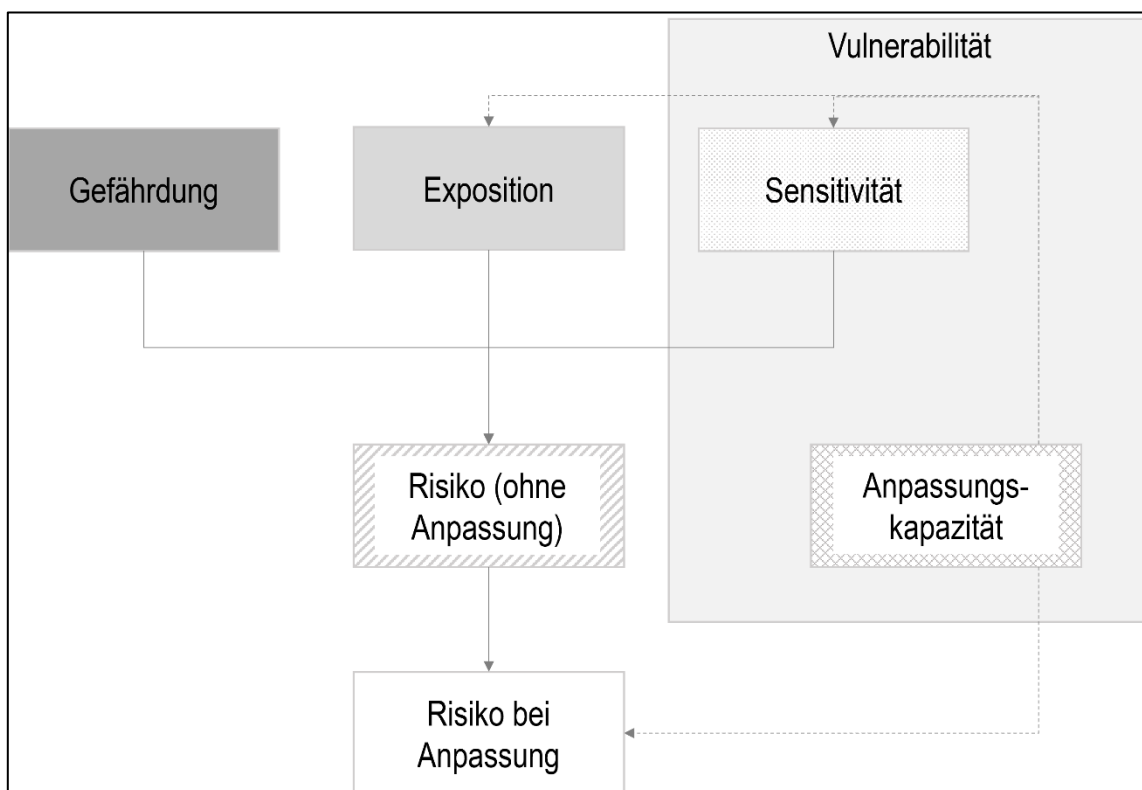 Vulnerabilität
Gefährdung
Exposition
Sensitivität
Risiko (ohne
Anpassung)
Anpassungs-
kapazität
Risiko bei
Anpassung